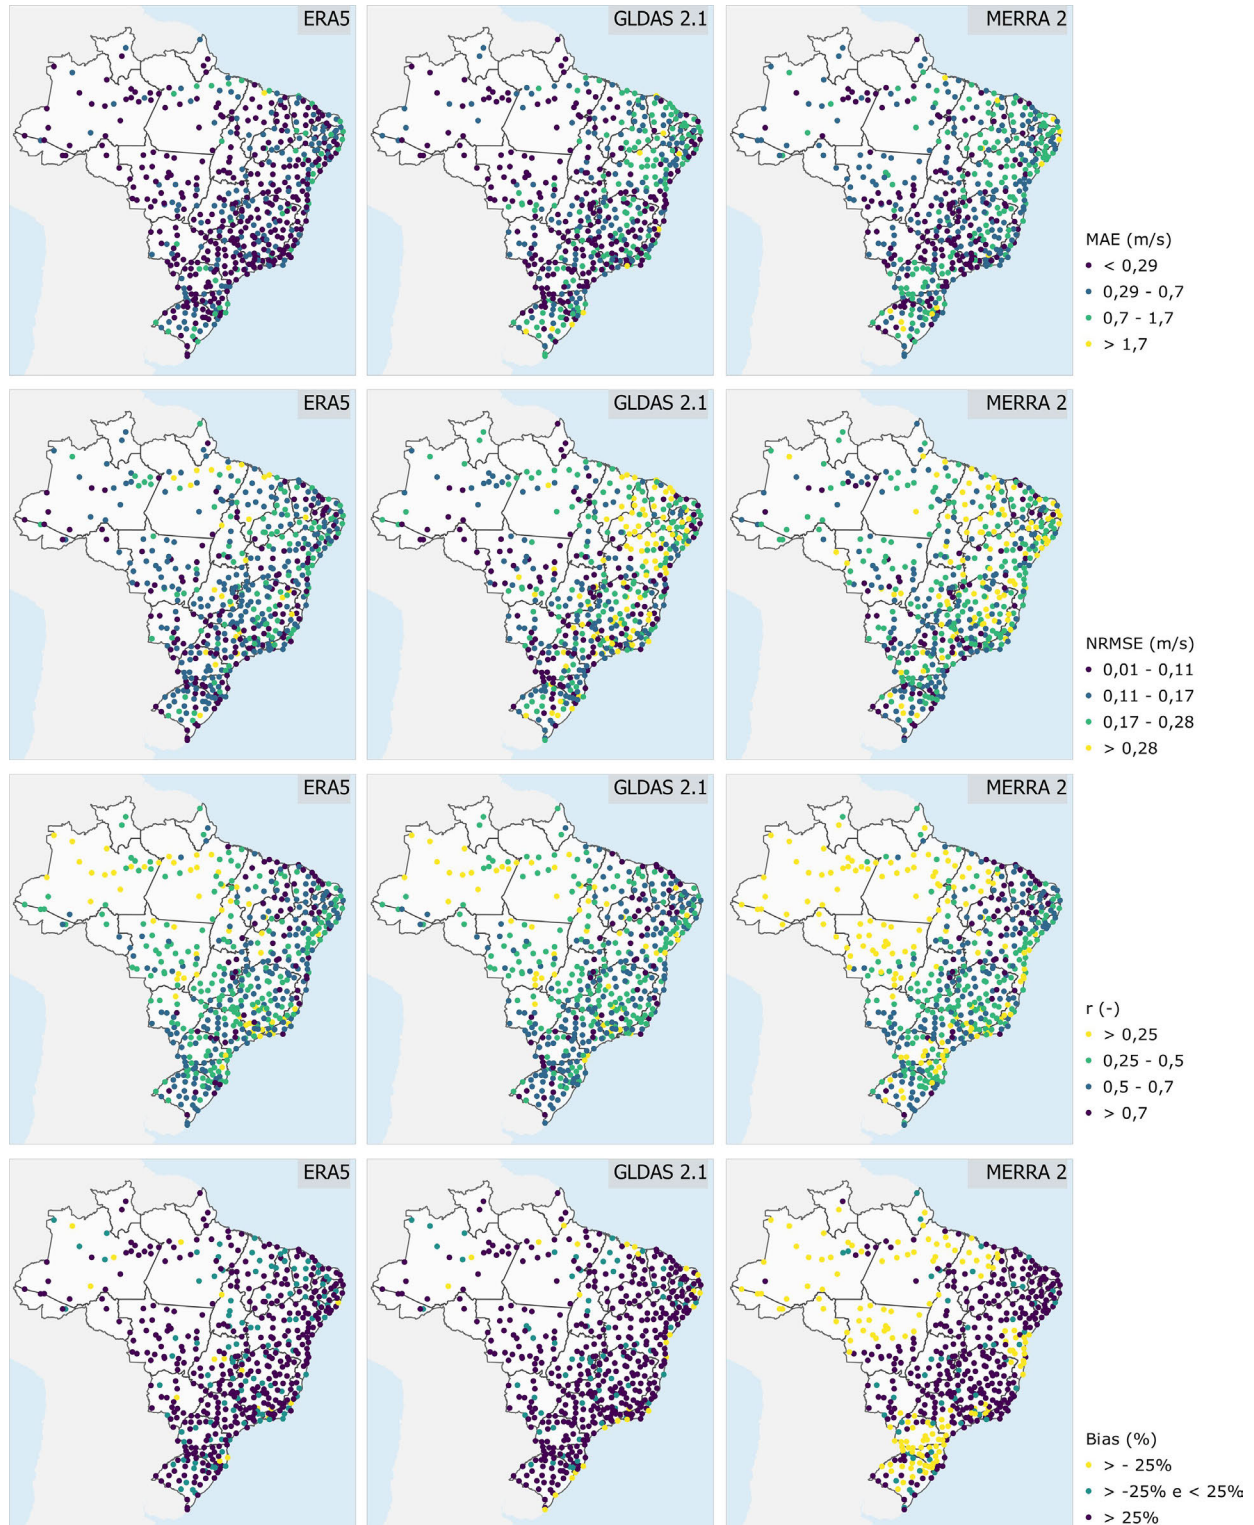 ERA5
GLDAS 2.1
MERRA 2
MAE (m/s)
< 0,29
0,29 - 0,7
0,7 - 1,7
> 1,7
ERA5
GLDAS 2.1
MERRA 2
NRMSE (m/s)
0,01 - 0,11
0,11 - 0,17
0,17 - 0,28
> 0,28
ERA5
GLDAS 2.1
MERRA 2
r (-)
> 0,25
0,25 - 0,5
0,5 - 0,7
> 0,7
ERA5
GLDAS 2.1
MERRA 2
Bias (%)
> - 25%
> -25% e < 25%
> 25%